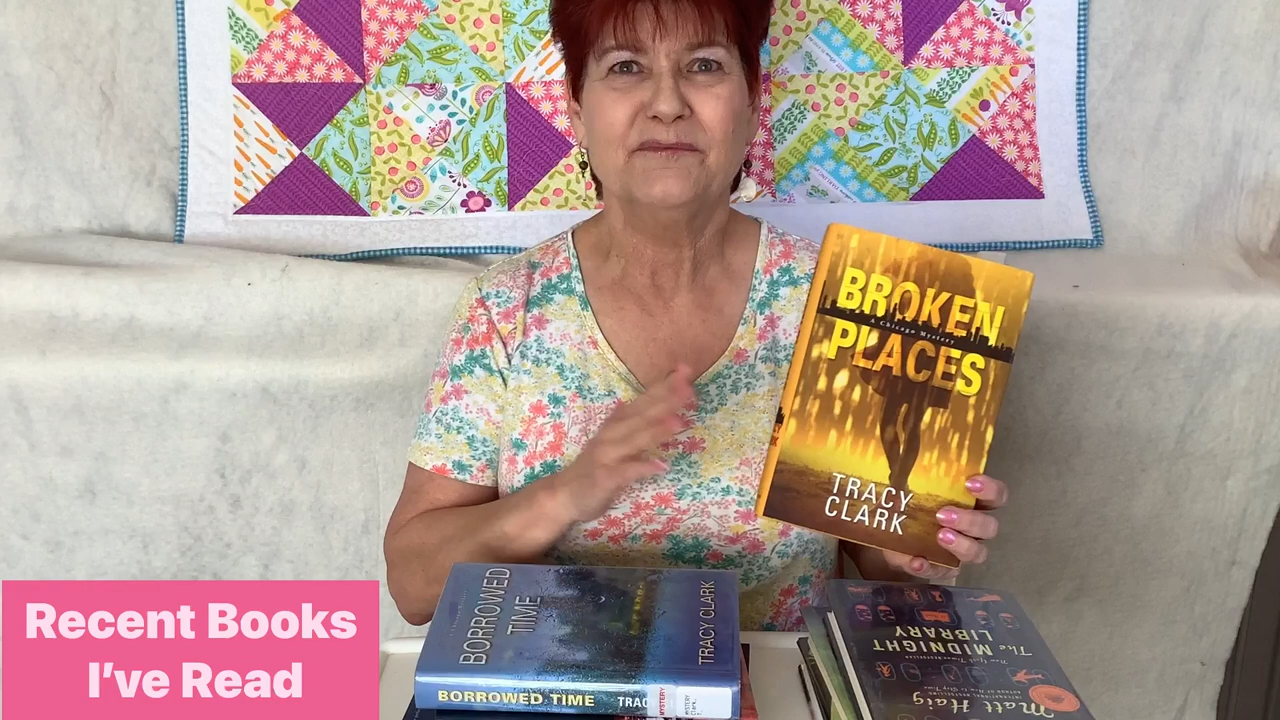 BROKEN
A Chicago Mystery
PLACES
TRACY
CLARK
BORROWED
TIME
TRACY CLARK
BORROWED TIME
MYSTERY
MYSTERY
The MIDNIGHT
LIBRARY
Matt Haig
Recent Books
I've Read